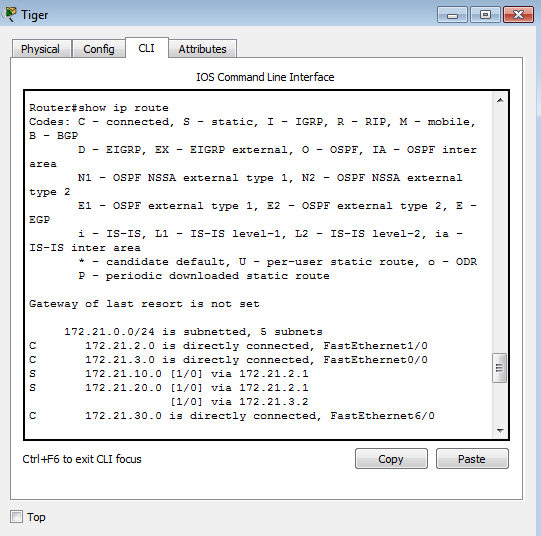 Tiger
Physical Config CLI Attributes
IOS Command Line Interface
Router#show ip route
Codes: C - connected, S - static, I - IGRP, R - RIP, M - mobile,
B - BGP
       D - EIGRP, EX - EIGRP external, O - OSPF, IA - OSPF inter
area
       N1 - OSPF NSSA external type 1, N2 - OSPF NSSA external
type 2
       E1 - OSPF external type 1, E2 - OSPF external type 2, E -
EGP
       i - IS-IS, L1 - IS-IS level-1, L2 - IS-IS level-2, ia -
IS-IS inter area
       * - candidate default, U - per-user static route, o - ODR
       P - periodic downloaded static route
Gateway of last resort is not set
     172.21.0.0/24 is subnetted, 5 subnets
C       172.21.2.0 is directly connected, FastEthernet1/0
C       172.21.3.0 is directly connected, FastEthernet0/0
S       172.21.10.0 [1/0] via 172.21.2.1
S       172.21.20.0 [1/0] via 172.21.2.1
                    [1/0] via 172.21.3.2
C       172.21.30.0 is directly connected, FastEthernet6/0
Ctrl+F6 to exit CLI focus Copy Paste
Top